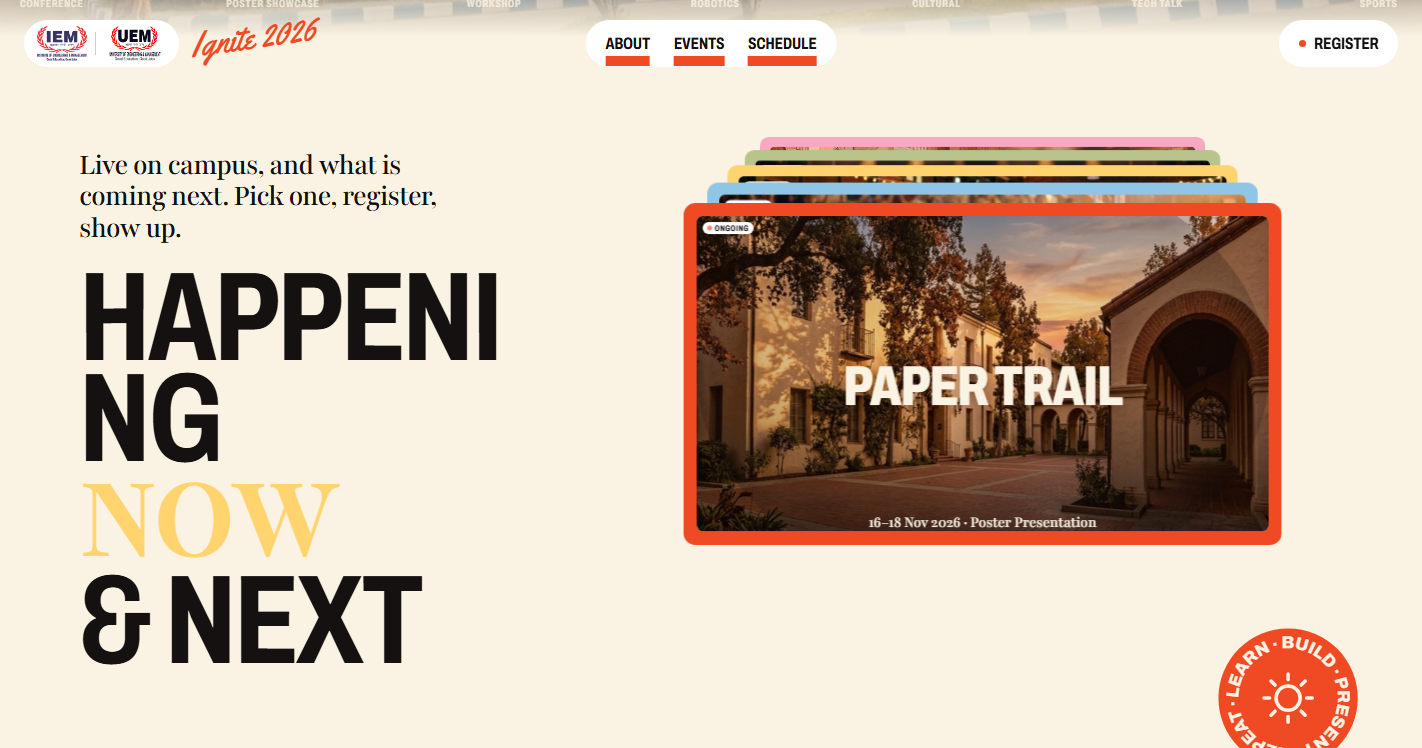 CONFERENCE POSTER SHOWCASE WORKSHOP ROBOTICS CULTURAL TECH TALK SPORTS
IEM UEM Ignite 2026 ABOUT EVENTS SCHEDULE REGISTER
Live on campus, and what is
coming next. Pick one, register,
show up.
HAPPENI
NG
NOW
& NEXT
ONGOING
PAPER TRAIL
16–18 Nov 2026 · Poster Presentation
LEARN · BUILD · PRESENT